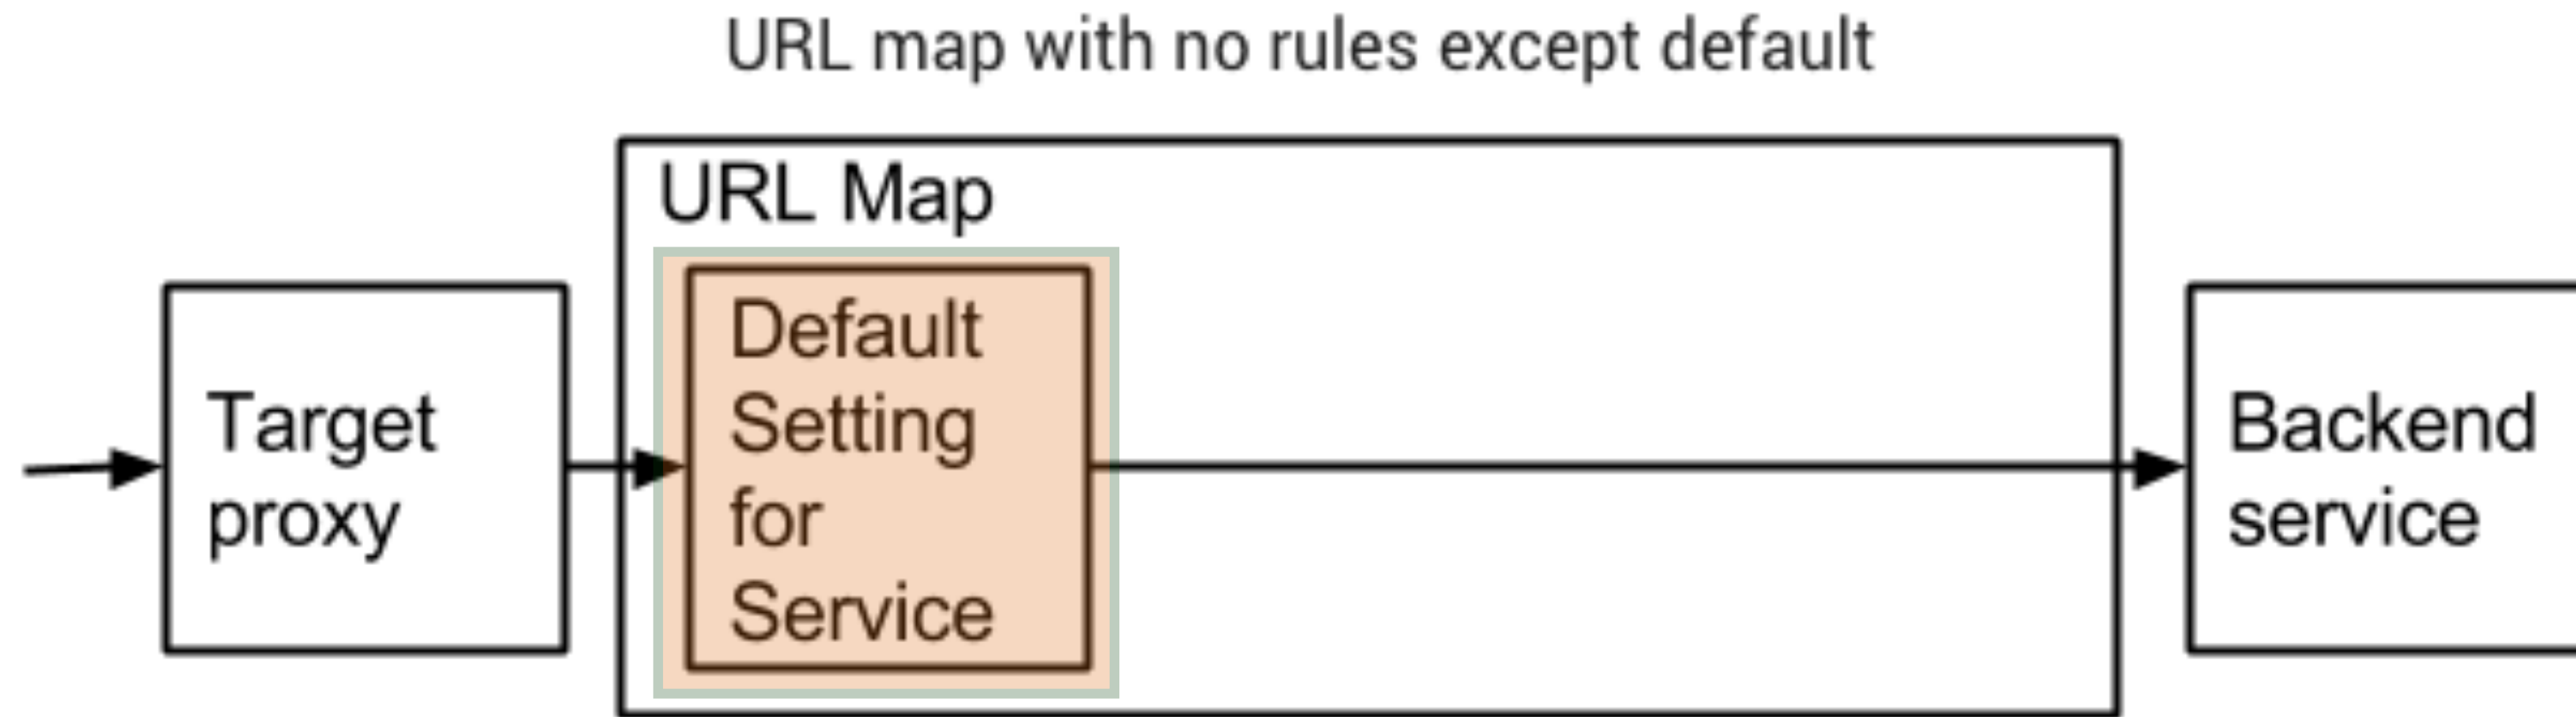 URL map with no rules except default
URL Map
Default
Setting
for
Service
Target
proxy
Backend
service